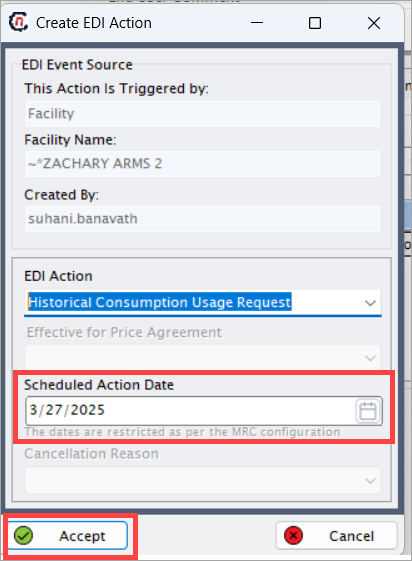 Create EDI Action
EDI Event Source
This Action Is Triggered by:
Facility
Facility Name:
~*ZACHARY ARMS 2
Created By:
suhani.banavath
EDI Action
Historical Consumption Usage Request
Effective for Price Agreement
Scheduled Action Date
3/27/2025
The dates are restricted as per the MRC configuration
Cancellation Reason
Accept
Cancel